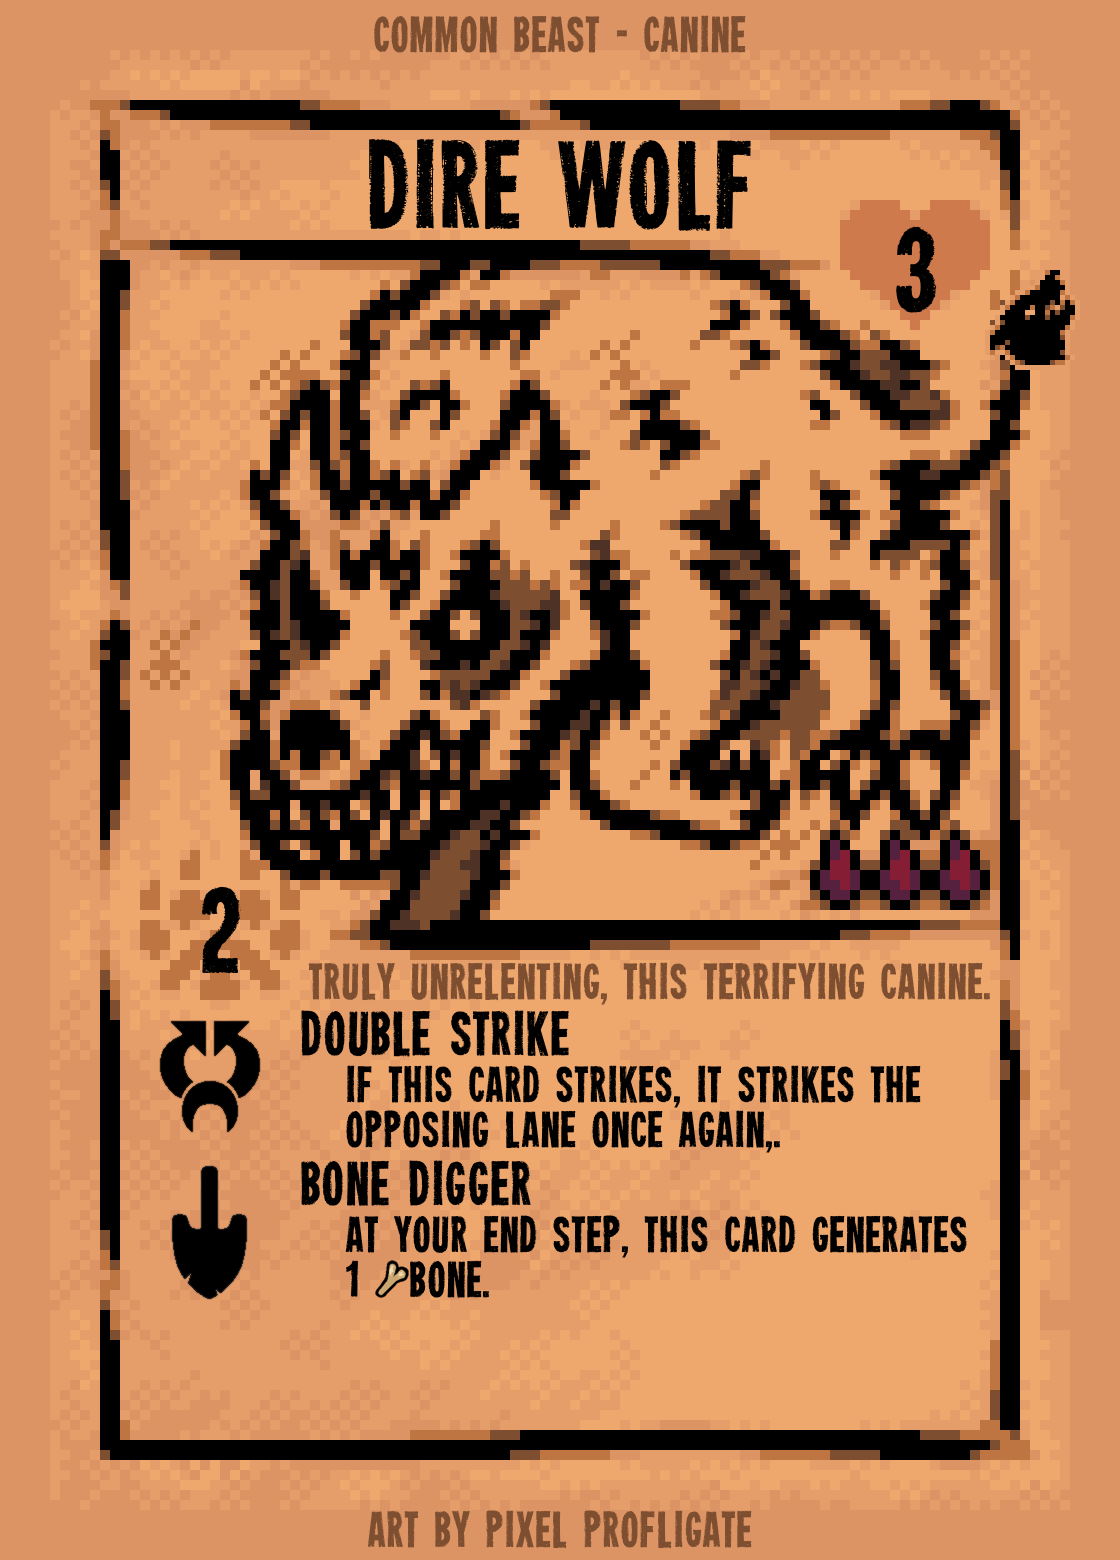 COMMON BEAST - CANINE
DIRE WOLF
3
2
TRULY UNRELENTING, THIS TERRIFYING CANINE.
DOUBLE STRIKE
IF THIS CARD STRIKES, IT STRIKES THE
OPPOSING LANE ONCE AGAIN,.
BONE DIGGER
AT YOUR END STEP, THIS CARD GENERATES
1 BONE.
ART BY PIXEL PROFLIGATE